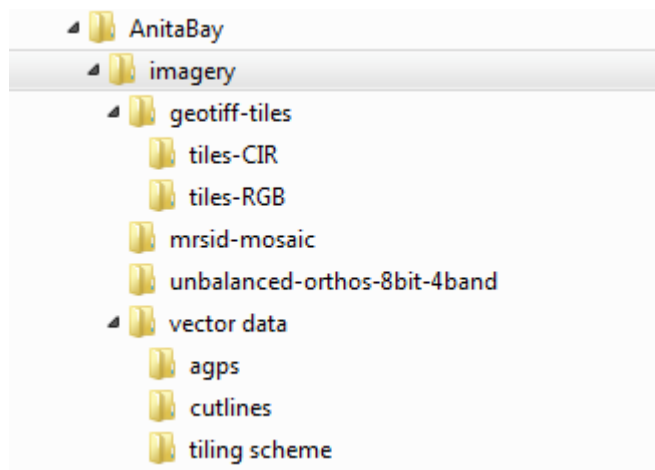 AnitaBay
imagery
geotiff-tiles
tiles-CIR
tiles-RGB
mrsid-mosaic
unbalanced-orthos-8bit-4band
vector data
agps
cutlines
tiling scheme